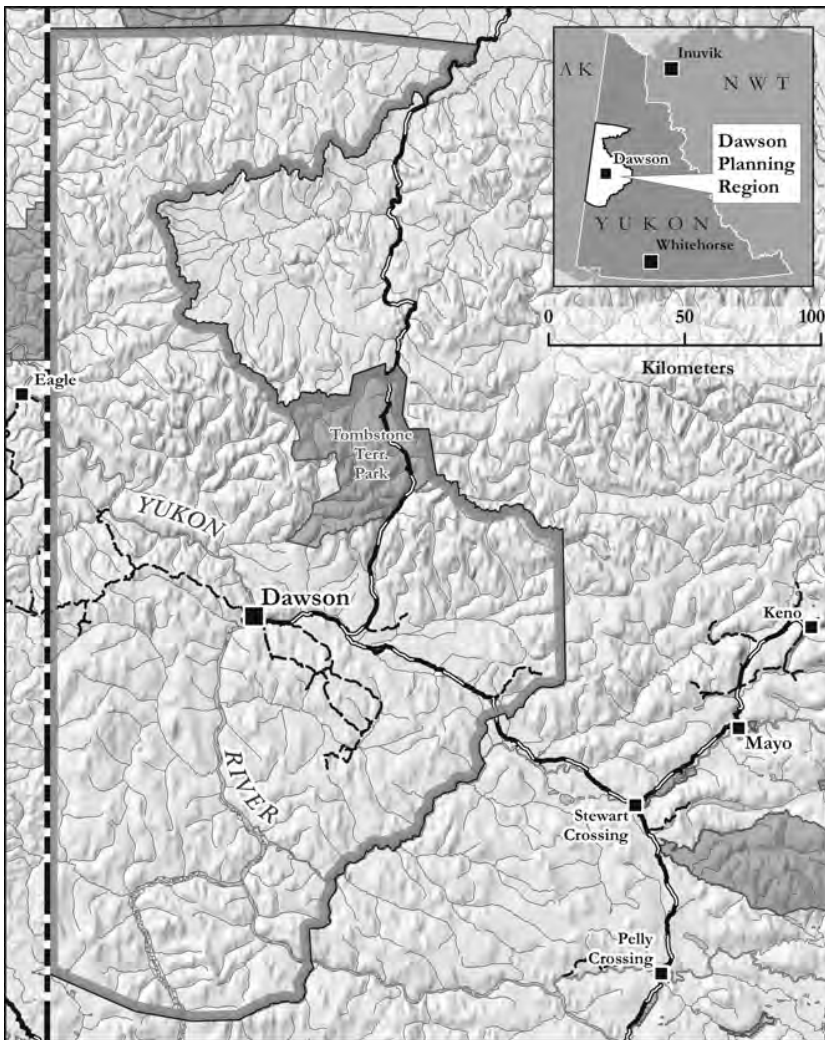 Inuvik
AK
NWT
Dawson
Dawson
Planning
Region
YUKON
Whitehorse
0 50 100
Kilometers
Eagle
Tombstone
Terr.
Park
YUKON
Dawson
Keno
Mayo
RIVER
Stewart
Crossing
Pelly
Crossing